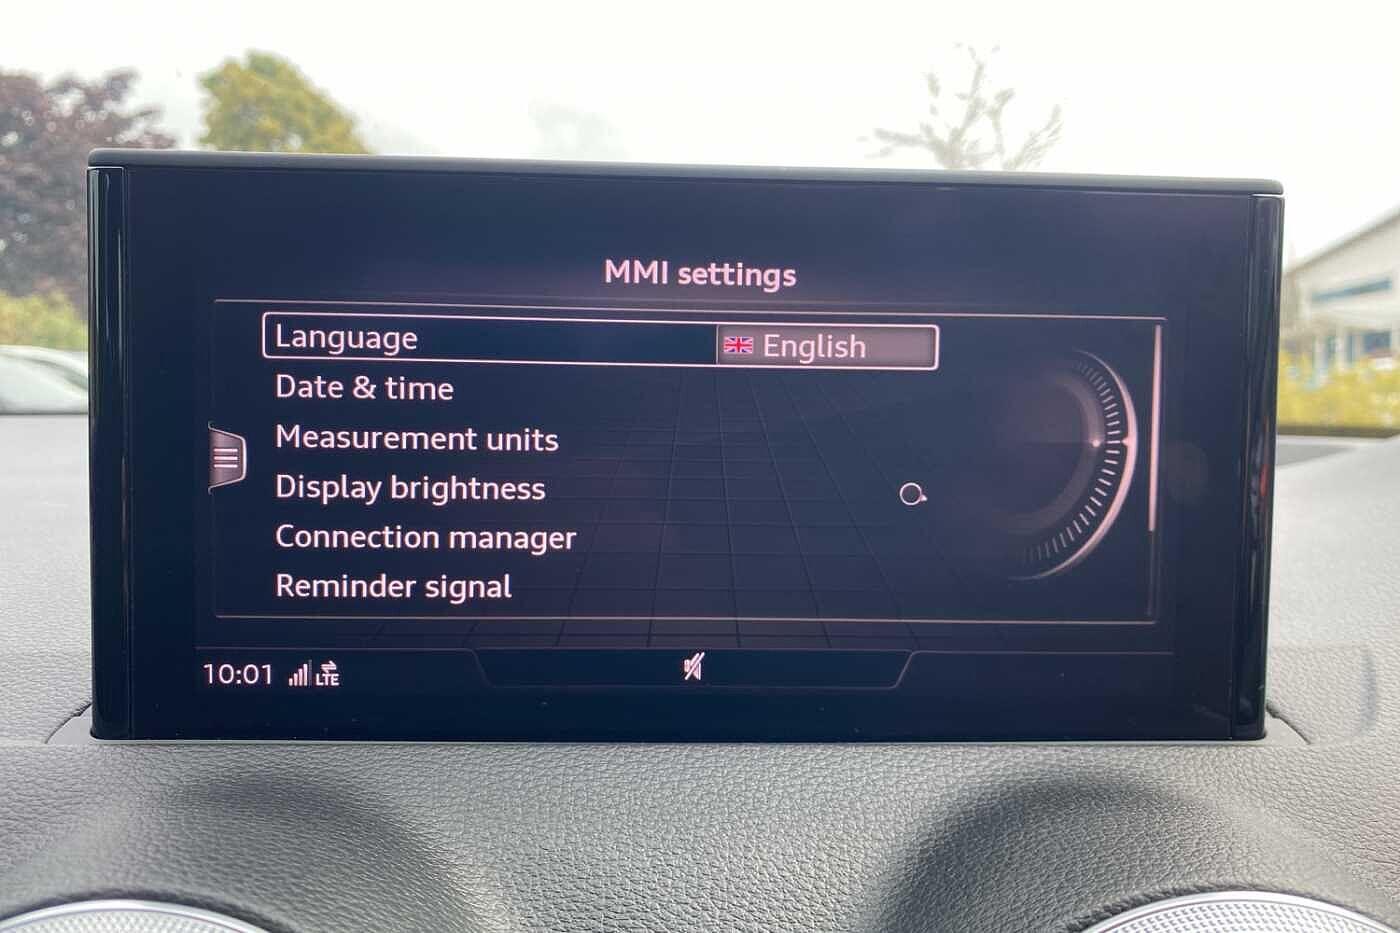 MMI settings
Language English
Date & time
Measurement units
Display brightness
Connection manager
Reminder signal
10:01 LTE